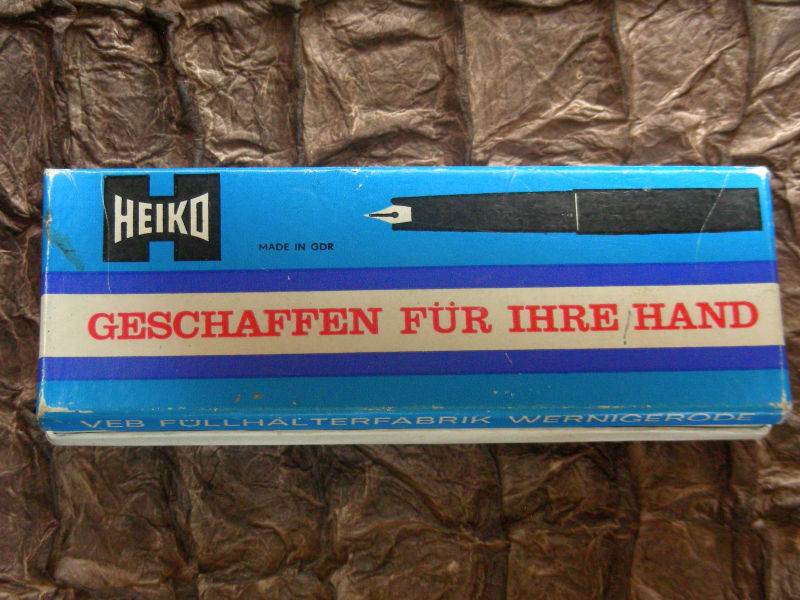 HEIKO
MADE IN GDR
GESCHAFFEN FÜR IHRE HAND
VEB FÜLLHALTERFABRIK WERNIGERODE